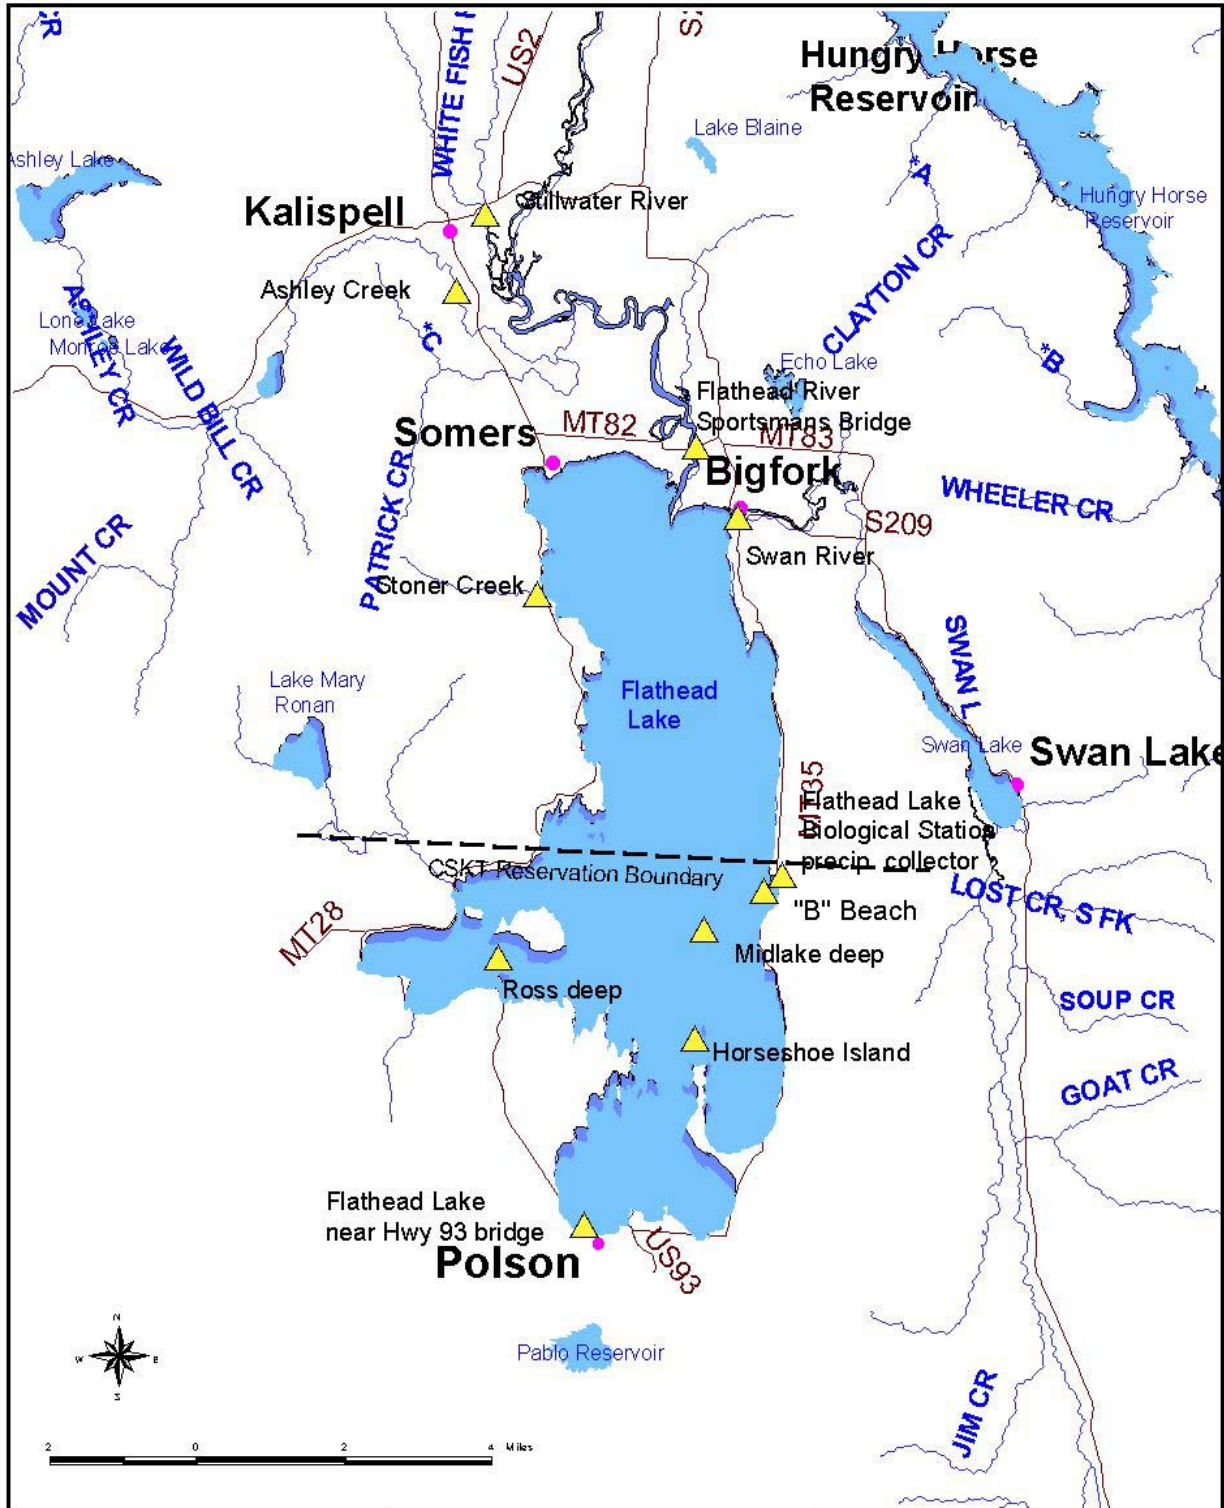 CR
WHITE FISH
US2
Hungry Horse
Reservoir
Lake Blaine
Ashley Lake
*A
Hungry Horse
Reservoir
Stillwater River
Kalispell
CLAYTON CR
Ashley Creek
Lone Lake
Monroe Lake
ASHLEY CR
WILD BILL CR
*C
*B
Echo Lake
Flathead River
Sportsmans Bridge
Somers
MT82
MT83
Bigfork
PATRICK CR
WHEELER CR
S209
MOUNT CR
Swan River
Stoner Creek
SWAN L
Lake Mary
Ronan
Flathead
Lake
Swan Lake
Swan Lake
MT35
Flathead Lake
Biological Station
precip. collector
CSKT Reservation Boundary
LOST CR, S FK
"B" Beach
MT28
Midlake deep
Ross deep
SOUP CR
Horseshoe Island
GOAT CR
Flathead Lake
near Hwy 93 bridge
Polson
US93
N
W E
S
Pablo Reservoir
JIM CR
2 0 2 4 Miles